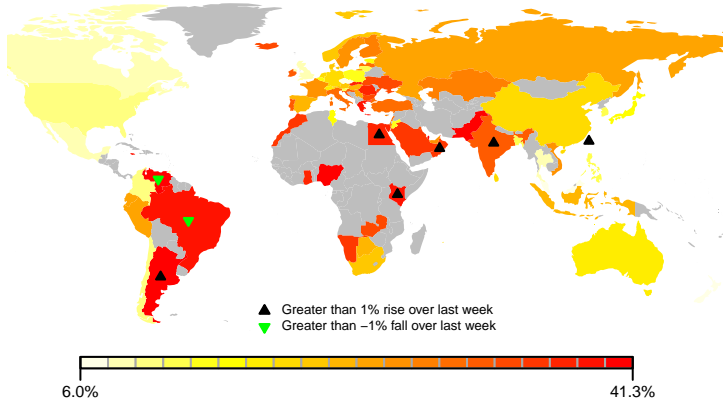 Greater than 1% rise over last week
Greater than −1% fall over last week
6.0%
41.3%